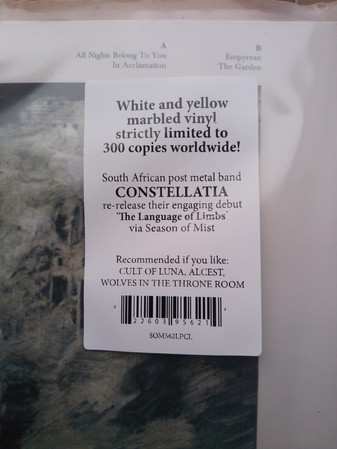 A
All Nights Belong To You
In Acclamation
B
Empyrean
The Garden
White and yellow
marbled vinyl
strictly limited to
300 copies worldwide!
South African post metal band
CONSTELLATIA
re-release their engaging debut
'The Language of Limbs'
via Season of Mist
Recommended if you like:
CULT OF LUNA, ALCEST,
WOLVES IN THE THRONE ROOM
22603 95621